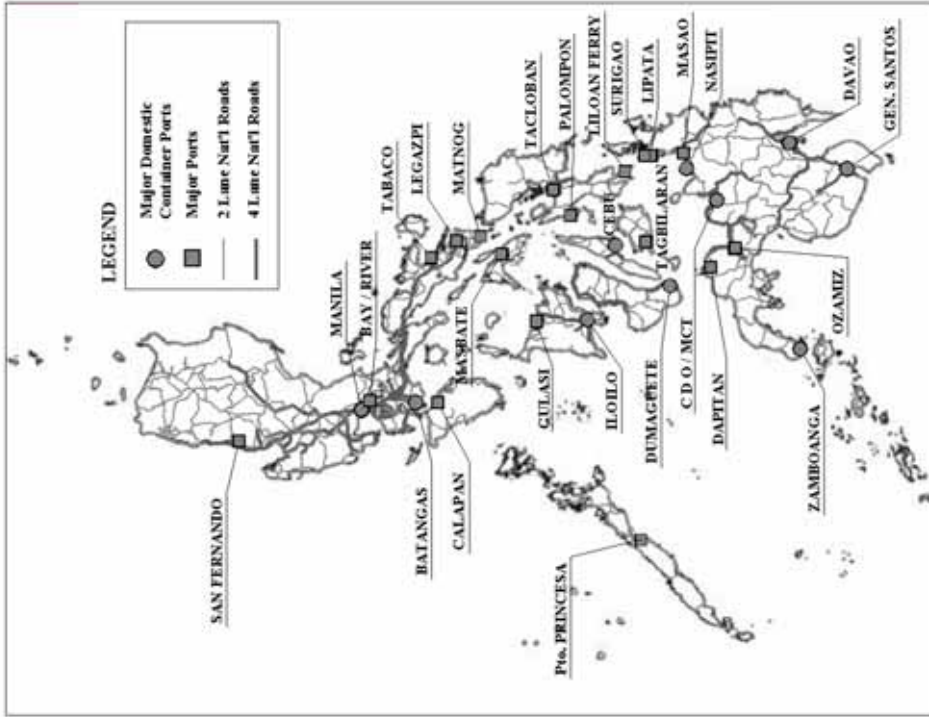 LEGEND
Major Domestic
Container Ports
Major Ports
2 Lane Nat'l Roads
4 Lane Nat'l Roads
SAN FERNANDO
MANILA
BAY / RIVER
TABACO
LEGAZPI
MATNOG
TACLOBAN
PALOMPON
LILOAN FERRY
SURIGAO
LIPATA
MASAO
NASIPIT
DAVAO
GEN. SANTOS
BATANGAS
CALAPAN
MASBATE
GULASI
ILOILO
CEBU
TAGBILARAN
DUMAGUETE
C D O / MCT
DAPITAN
OZAMIZ
ZAMBOANGA
Pto. PRINCESA